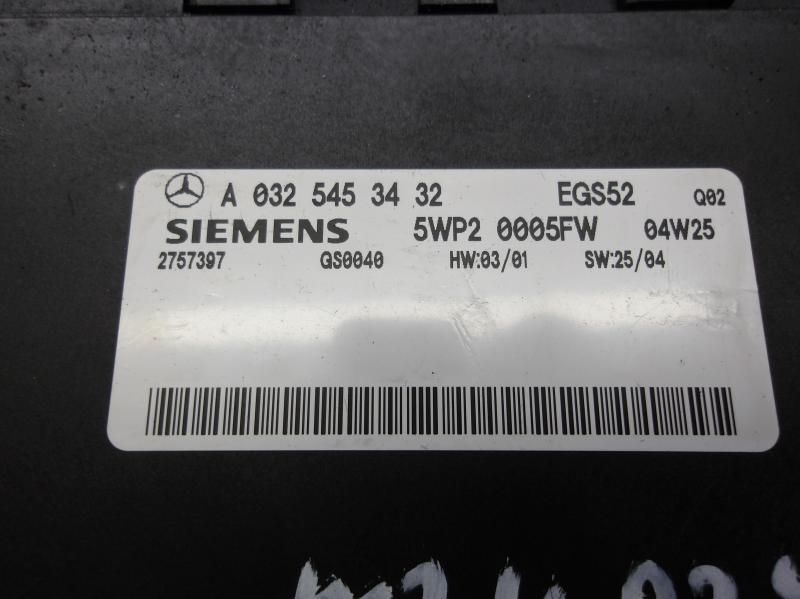 A 032 545 34 32 EGS52 Q02
SIEMENS 5WP2 0005FW 04W25
2757397 GS0040 HW:03/01 SW:25/04